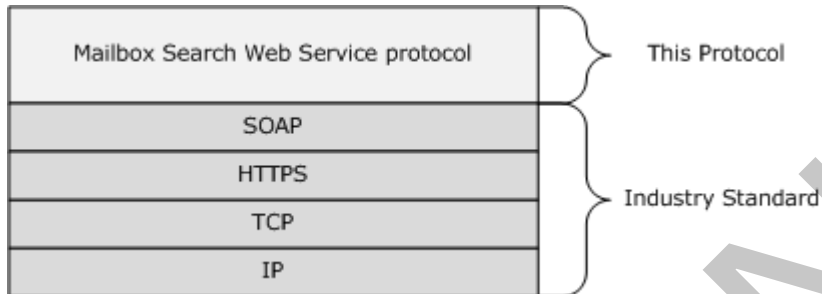 Mailbox Search Web Service protocol
This Protocol
SOAP
HTTPS
TCP
IP
Industry Standard